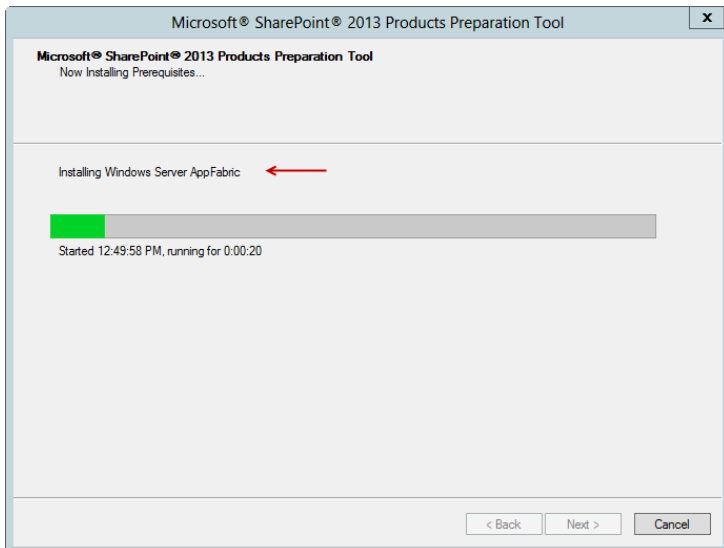 Microsoft® SharePoint® 2013 Products Preparation Tool
x
Microsoft® SharePoint® 2013 Products Preparation Tool
Now Installing Prerequisites...
Installing Windows Server AppFabric
Started 12:49:58 PM, running for 0:00:20
< Back Next > Cancel